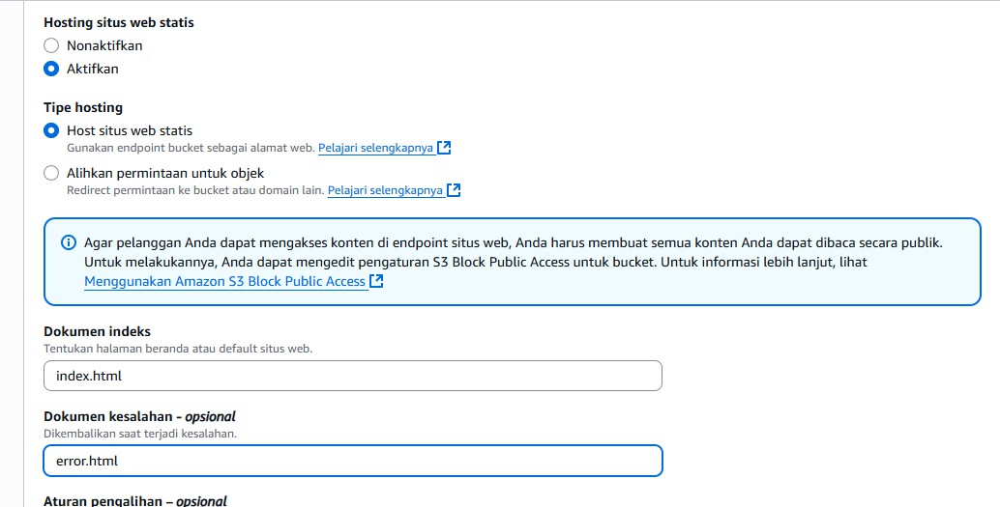 Hosting situs web statis
Nonaktifkan
Aktifkan
Tipe hosting
Host situs web statis
Gunakan endpoint bucket sebagai alamat web. Pelajari selengkapnya
Alihkan permintaan untuk objek
Redirect permintaan ke bucket atau domain lain. Pelajari selengkapnya
Agar pelanggan Anda dapat mengakses konten di endpoint situs web, Anda harus membuat semua konten Anda dapat dibaca secara publik.
Untuk melakukannya, Anda dapat mengedit pengaturan S3 Block Public Access untuk bucket. Untuk informasi lebih lanjut, lihat
Menggunakan Amazon S3 Block Public Access
Dokumen indeks
Tentukan halaman beranda atau default situs web.
index.html
Dokumen kesalahan - opsional
Dikembalikan saat terjadi kesalahan.
error.html
Aturan pengalihan – opsional